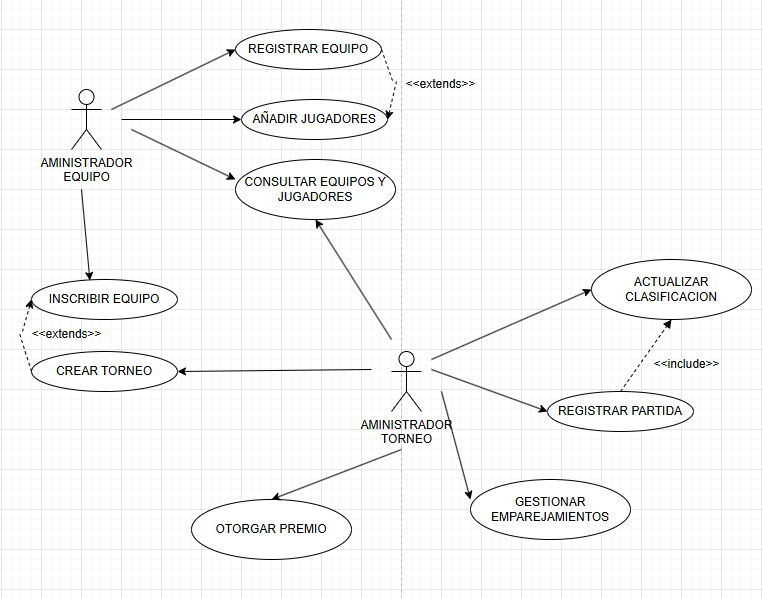 REGISTRAR EQUIPO
<<extends>>
AÑADIR JUGADORES
AMINISTRADOR
EQUIPO
CONSULTAR EQUIPOS Y
JUGADORES
INSCRIBIR EQUIPO
ACTUALIZAR
CLASIFICACION
<<extends>>
CREAR TORNEO
<<include>>
REGISTRAR PARTIDA
AMINISTRADOR
TORNEO
GESTIONAR
EMPAREJAMIENTOS
OTORGAR PREMIO